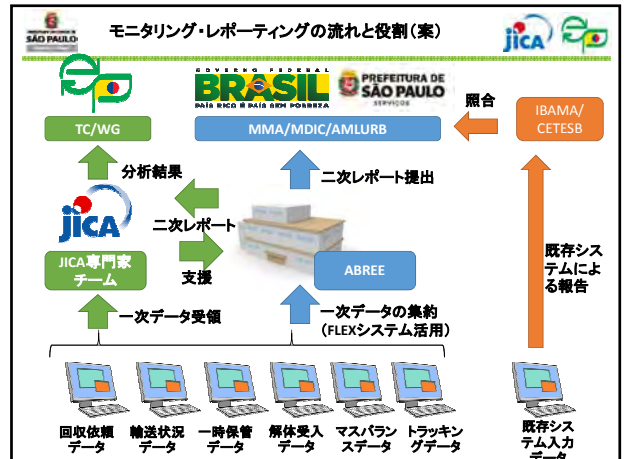 モニタリング・レポーティングの流れと役割(案)
SÃO PAULO
JICA
GOVERNO FEDERAL
BRASIL
PAÍS RICO É PAÍS SEM POBREZA
PREFEITURA DE
SÃO PAULO
SERVIÇOS
照合
IBAMA/
CETESB
TC/WG
MMA/MDIC/AMLURB
分析結果
二次レポート提出
JICA
二次レポート
支援
JICA専門家
チーム
ABREE
既存シス
テムによ
る報告
一次データ受領
一次データの集約
(FLEXシステム活用)
回収依頼
データ
輸送状況
データ
一時保管
データ
解体受入
データ
マスバラン
スデータ
トラッキン
グデータ
既存シス
テム入力
データ